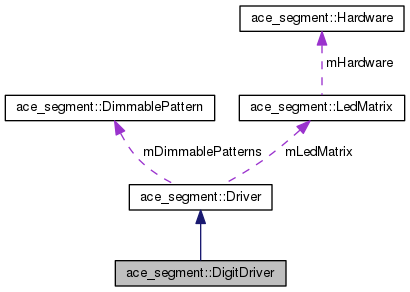 ace_segment::Hardware
mHardware
ace_segment::DimmablePattern
ace_segment::LedMatrix
mDimmablePatterns
mLedMatrix
ace_segment::Driver
ace_segment::DigitDriver